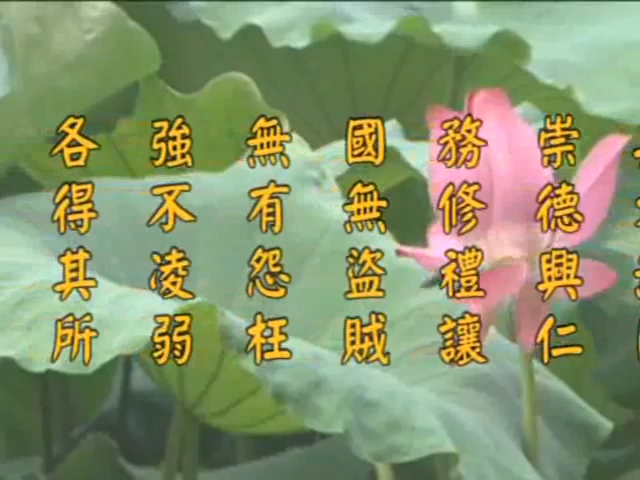 崇德興仁
務修禮讓
國無盜賊
無有怨枉
強不凌弱
各得其所